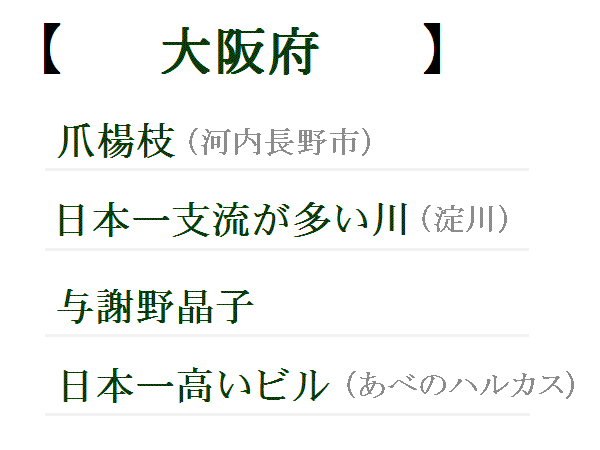 【 大阪府 】
爪楊枝（河内長野市）
日本一支流が多い川（淀川）
与謝野晶子
日本一高いビル（あべのハルカス）